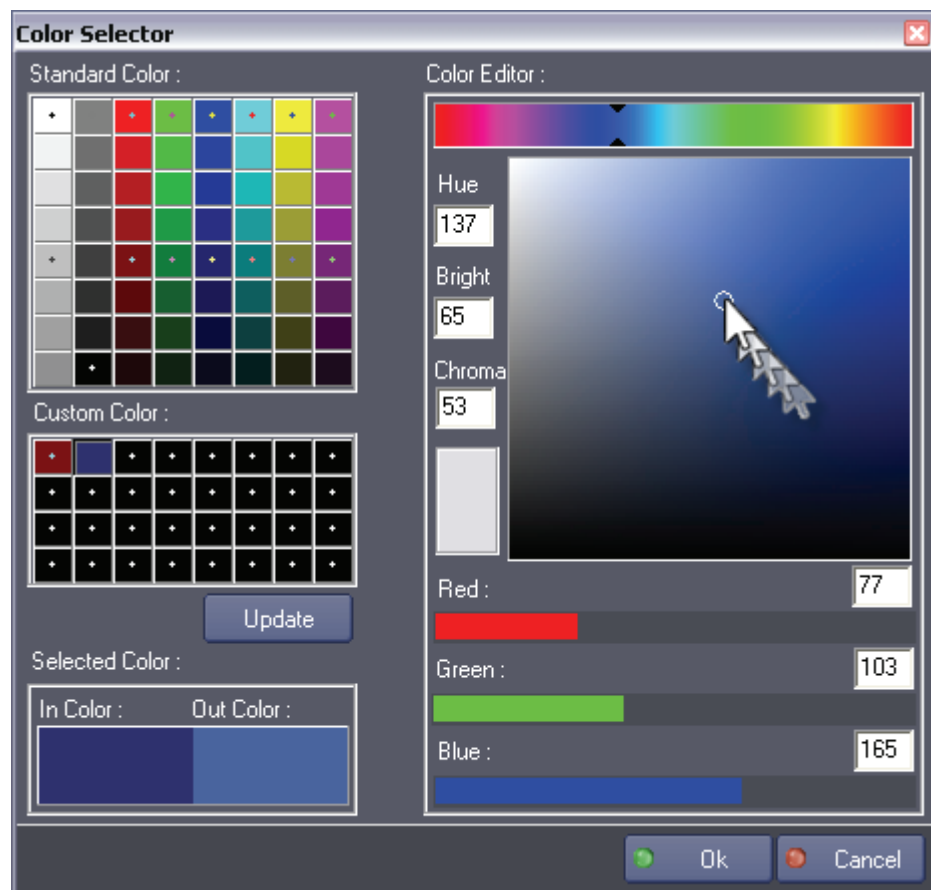 Color Selector
Standard Color :
Custom Color :
Update
Selected Color :
In Color :
Out Color :
Color Editor :
Hue
137
Bright
65
Chroma
53
Red :
77
Green :
103
Blue :
165
Ok
Cancel